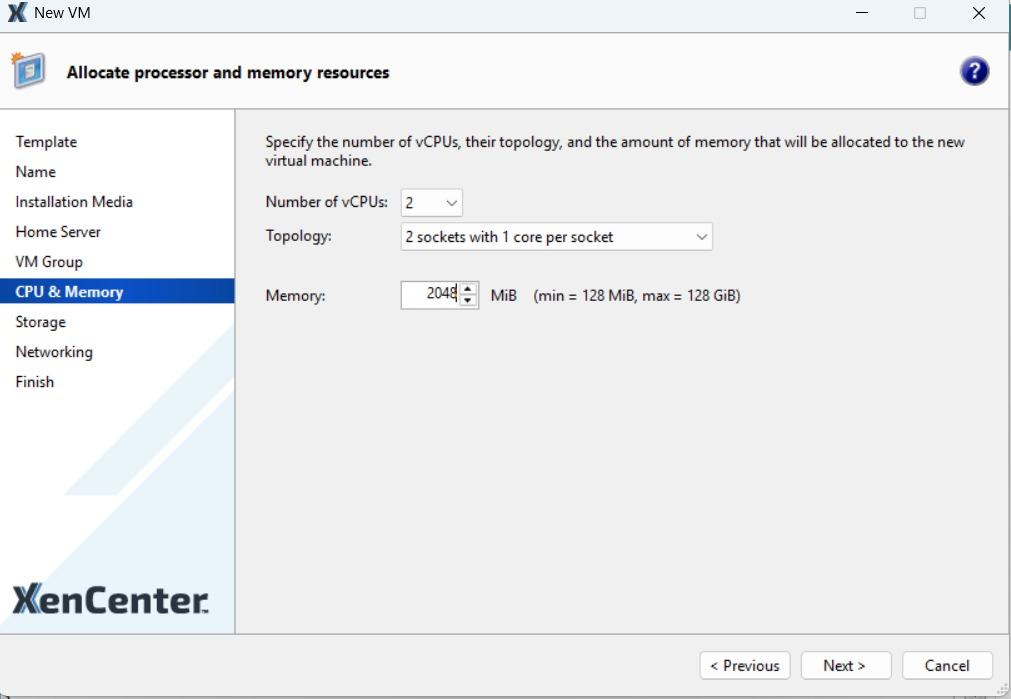 New VM
Allocate processor and memory resources
?
Template
Name
Installation Media
Home Server
VM Group
CPU & Memory
Storage
Networking
Finish
XenCenter
Specify the number of vCPUs, their topology, and the amount of memory that will be allocated to the new
virtual machine.
Number of vCPUs: 2
Topology: 2 sockets with 1 core per socket
Memory: 2048 MiB (min = 128 MiB, max = 128 GiB)
< Previous Next > Cancel